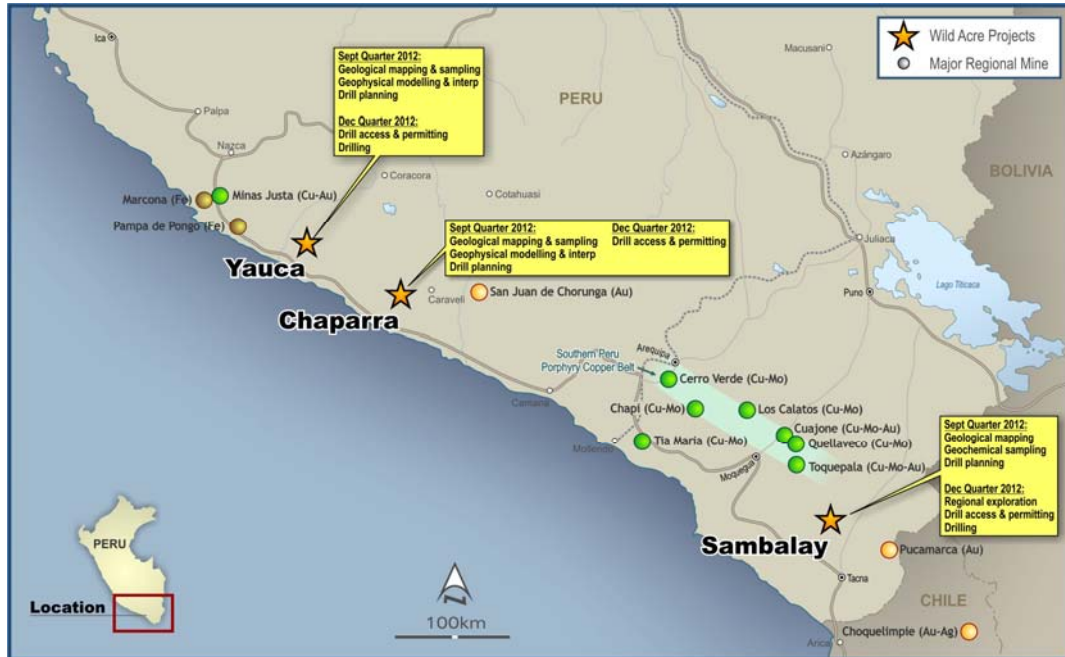 Wild Acre Projects
Major Regional Mine
Ica
Palpa
Nazca
Sept Quarter 2012:
Geological mapping & sampling
Geophysical modelling & interp
Drill planning
Dec Quarter 2012:
Drill access & permitting
Drilling
PERU
Macusani
BOLIVIA
Azángaro
Coracora
Cotahuasi
Marcona (Fe)
Minas Justa (Cu-Au)
Pampa de Pongo (Fe)
Yauca
Sept Quarter 2012:
Geological mapping & sampling
Geophysical modelling & interp
Drill planning
Dec Quarter 2012:
Drill access & permitting
Juliaca
Puno
Lago Titicaca
Chaparra
Caraveli
San Juan de Chorunga (Au)
Southern Peru
Porphyry Copper Belt
Arequipa
Cerro Verde (Cu-Mo)
Camana
Chapi (Cu-Mo)
Los Calatos (Cu-Mo)
Mollendo
Tia Maria (Cu-Mo)
Cuajone (Cu-Mo-Au)
Quellaveco (Cu-Mo)
Moquegua
Toquepala (Cu-Mo-Au)
Sept Quarter 2012:
Geological mapping
Geochemical sampling
Drill planning
Dec Quarter 2012:
Regional exploration
Drill access & permitting
Drilling
Sambalay
Pucamarca (Au)
Tacna
CHILE
Arica
Choquelimpie (Au-Ag)
PERU
Location
N
100km